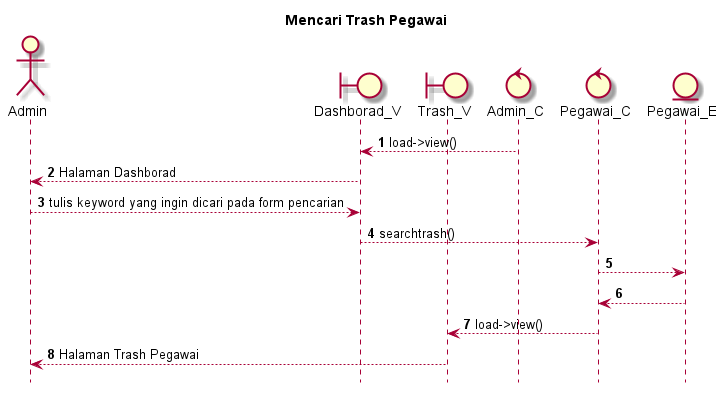 Mencari Trash Pegawai
Admin
Dashborad_V
Trash_V
Admin_C
Pegawai_C
Pegawai_E
1 load->view()
2 Halaman Dashborad
3 tulis keyword yang ingin dicari pada form pencarian
4 searchtrash()
5
6
7 load->view()
8 Halaman Trash Pegawai